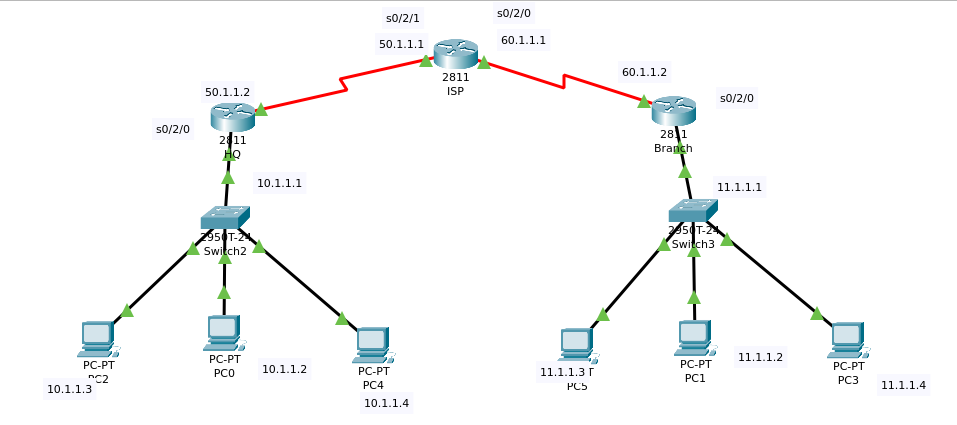 s0/2/1
s0/2/0
50.1.1.1
60.1.1.1
2811
ISP
50.1.1.2
60.1.1.2
s0/2/0
s0/2/0
2811
HQ
2811
Branch
10.1.1.1
11.1.1.1
2950T-24
Switch2
2950T-24
Switch3
PC-PT
PC2
10.1.1.3
PC-PT
PC0
10.1.1.2
PC-PT
PC4
10.1.1.4
11.1.1.3
T
PC5
PC-PT
PC1
11.1.1.2
PC-PT
PC3
11.1.1.4